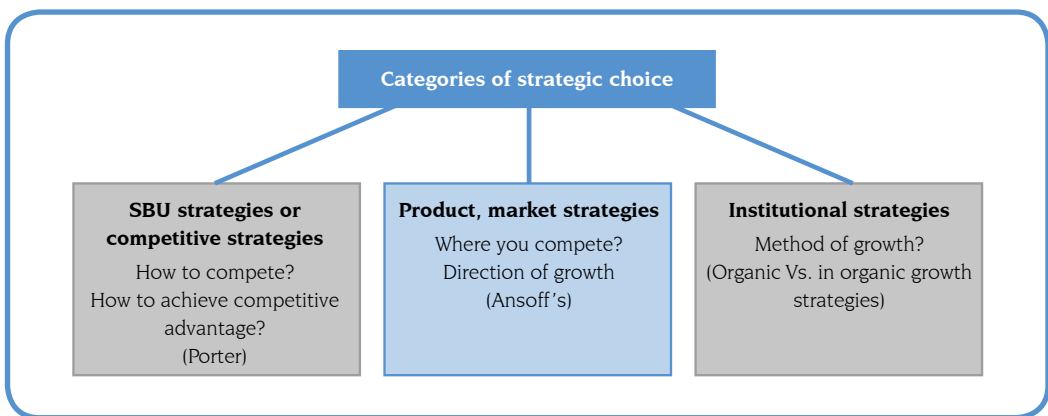 Categories of strategic choice
SBU strategies or
competitive strategies
How to compete?
How to achieve competitive
advantage?
(Porter)
Product, market strategies
Where you compete?
Direction of growth
(Ansoff's)
Institutional strategies
Method of growth?
(Organic Vs. in organic growth
strategies)